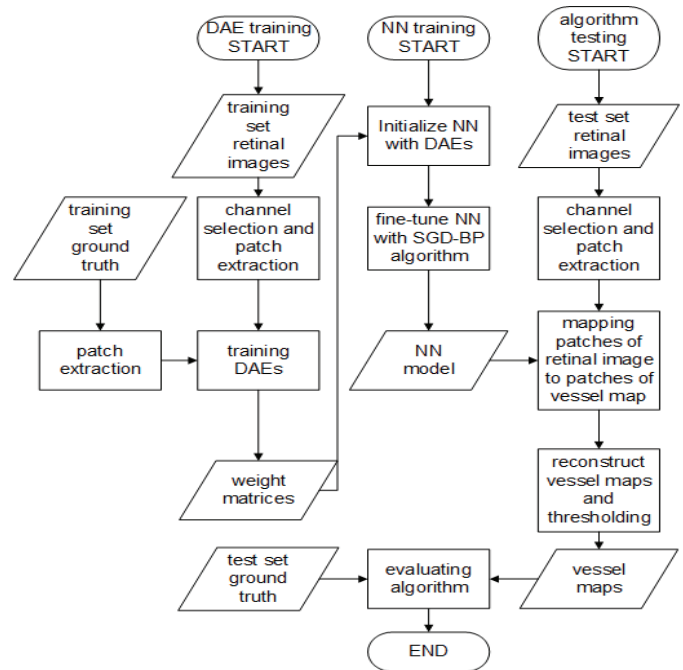 DAE training
START
NN training
START
algorithm
testing
START
training
set
retinal
images
Initialize NN
with DAEs
test set
retinal
images
training
set
ground
truth
channel
selection and
patch
extraction
fine-tune NN
with SGD-BP
algorithm
channel
selection and
patch
extraction
patch
extraction
training
DAEs
NN
model
mapping
patches of
retinal image
to patches of
vessel map
weight
matrices
reconstruct
vessel maps
and
thresholding
test set
ground
truth
evaluating
algorithm
vessel
maps
END